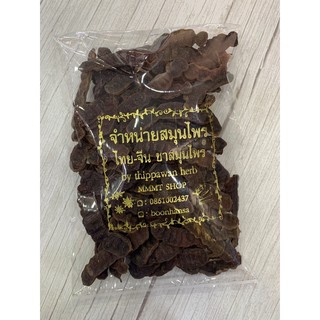 จำหน่ายสมุนไพร
ไทย-จีน ยาสมุนไพร
by thippawan herb
MMMT SHOP
: 0851003437
: boonhansa